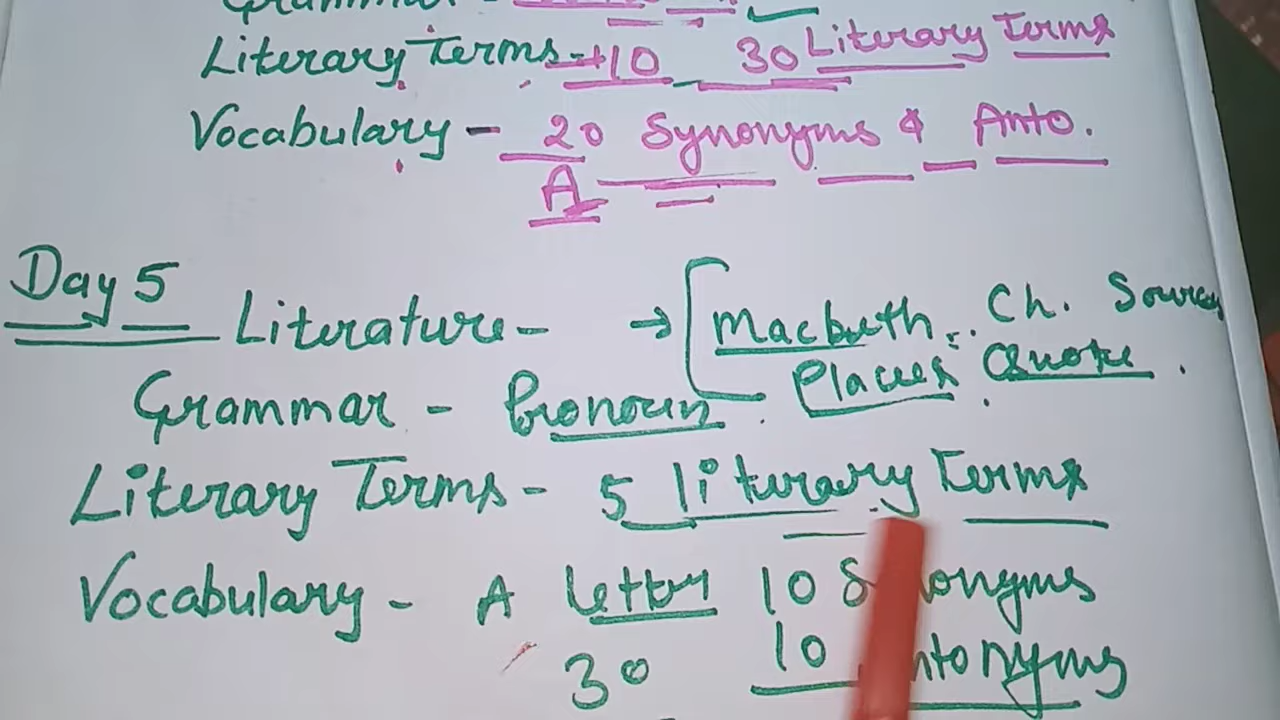 Grammar -
Literary Terms - +10 30 Literary Terms
Vocabulary - 20 Synonyms & Anto.
A
Day 5
Literature - → Macbeth. Ch. Sources
Places Quote.
Grammar - Pronoun.
Literary Terms - 5 literary Terms
Vocabulary - A letter 10 Synonyms
30 10 Antonyms